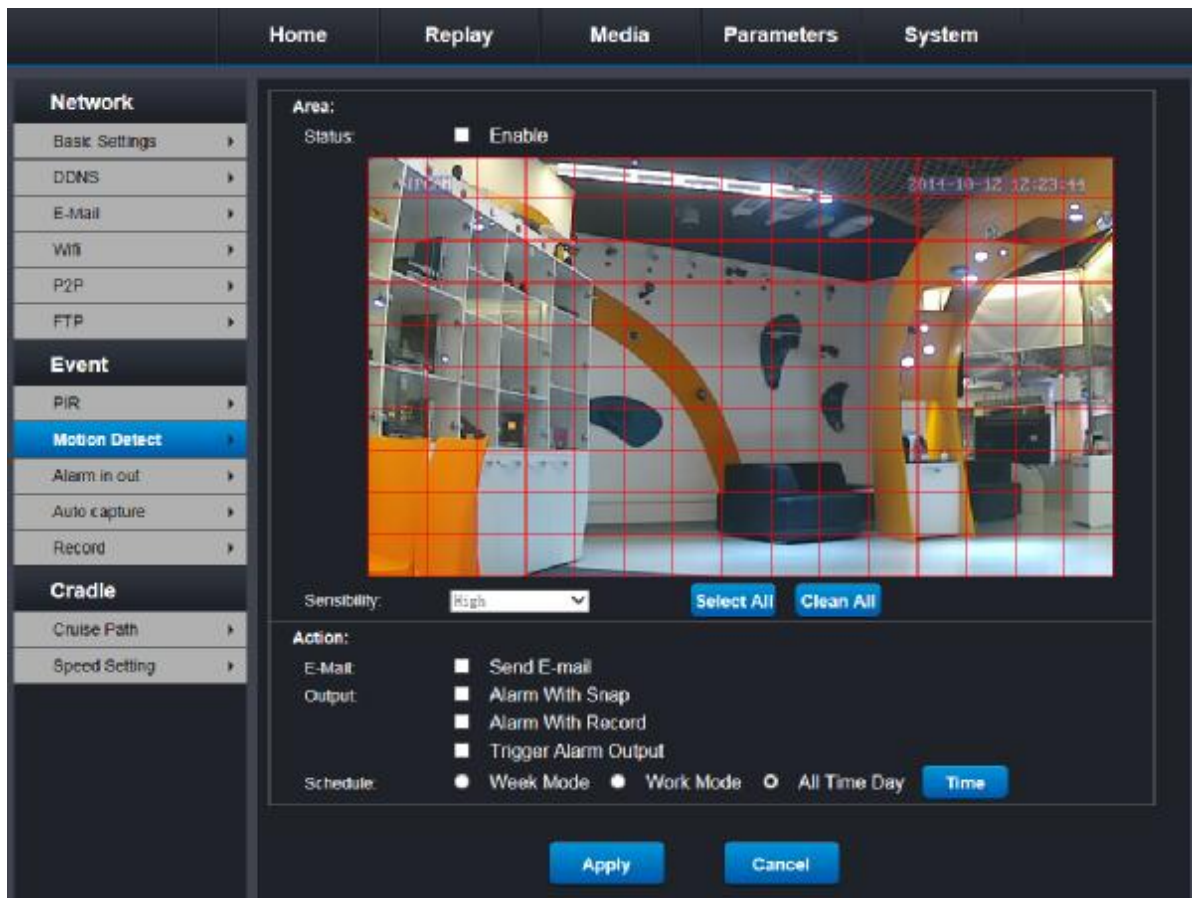 Home Replay Media Parameters System
Network
Basic Settings
DDNS
E-Mail
Wifi
P2P
FTP
Event
PIR
Motion Detect
Alarm in out
Auto capture
Record
Cradle
Cruise Path
Speed Setting
Area:
Status: Enable
2014-10-12 12:23:44
Sensibility: High Select All Clean All
Action:
E-Mail: Send E-mail
Output: Alarm With Snap
Alarm With Record
Trigger Alarm Output
Schedule: Week Mode Work Mode All Time Day Time
Apply Cancel